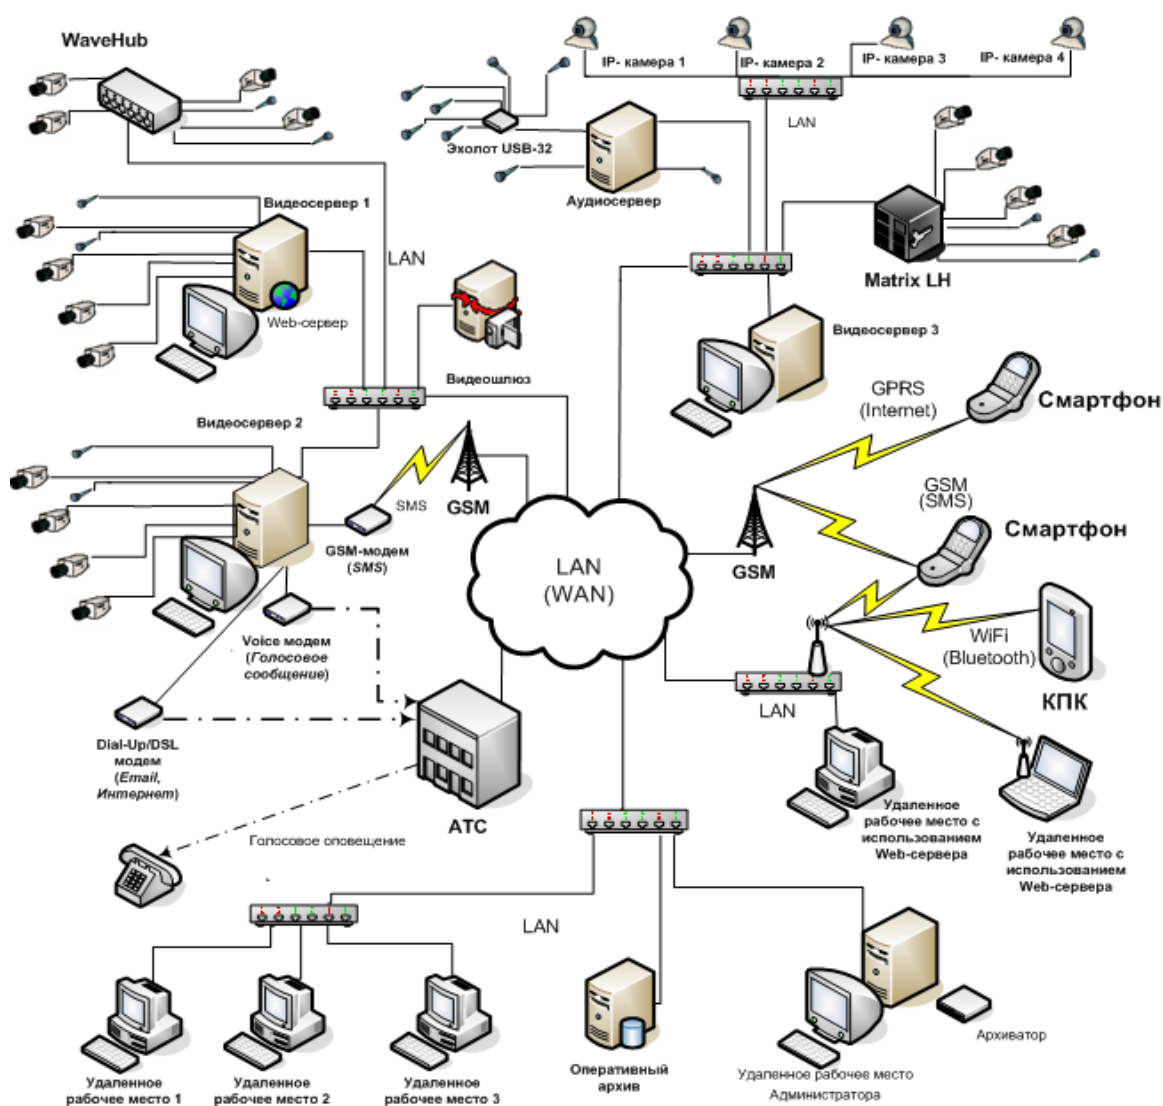 WaveHub
IP- камера 1
IP- камера 2
IP- камера 3
IP- камера 4
LAN
LAN
Эхолот USB-32
Аудиосервер
Видеосервер 1
LAN
Matrix LH
Web-сервер
Видеосервер 3
Видеошлюз
GPRS
(Internet)
Смартфон
Видеосервер 2
SMS
GSM
GSM
(SMS)
Смартфон
GSM-модем
(SMS)
LAN
(WAN)
GSM
Voice модем
(Голосовое
сообщение)
WiFi
(Bluetooth)
КПК
LAN
Dial-Up/DSL
модем
(Email,
Интернет)
АТС
Голосовое оповещение
Удаленное
рабочее место с
использованием
Web-сервера
Удаленное
рабочее место с
использованием
Web-сервера
LAN
Архиватор
Удаленное
рабочее место 1
Удаленное
рабочее место 2
Удаленное
рабочее место 3
Оперативный
архив
Удаленное рабочее место
Администратора